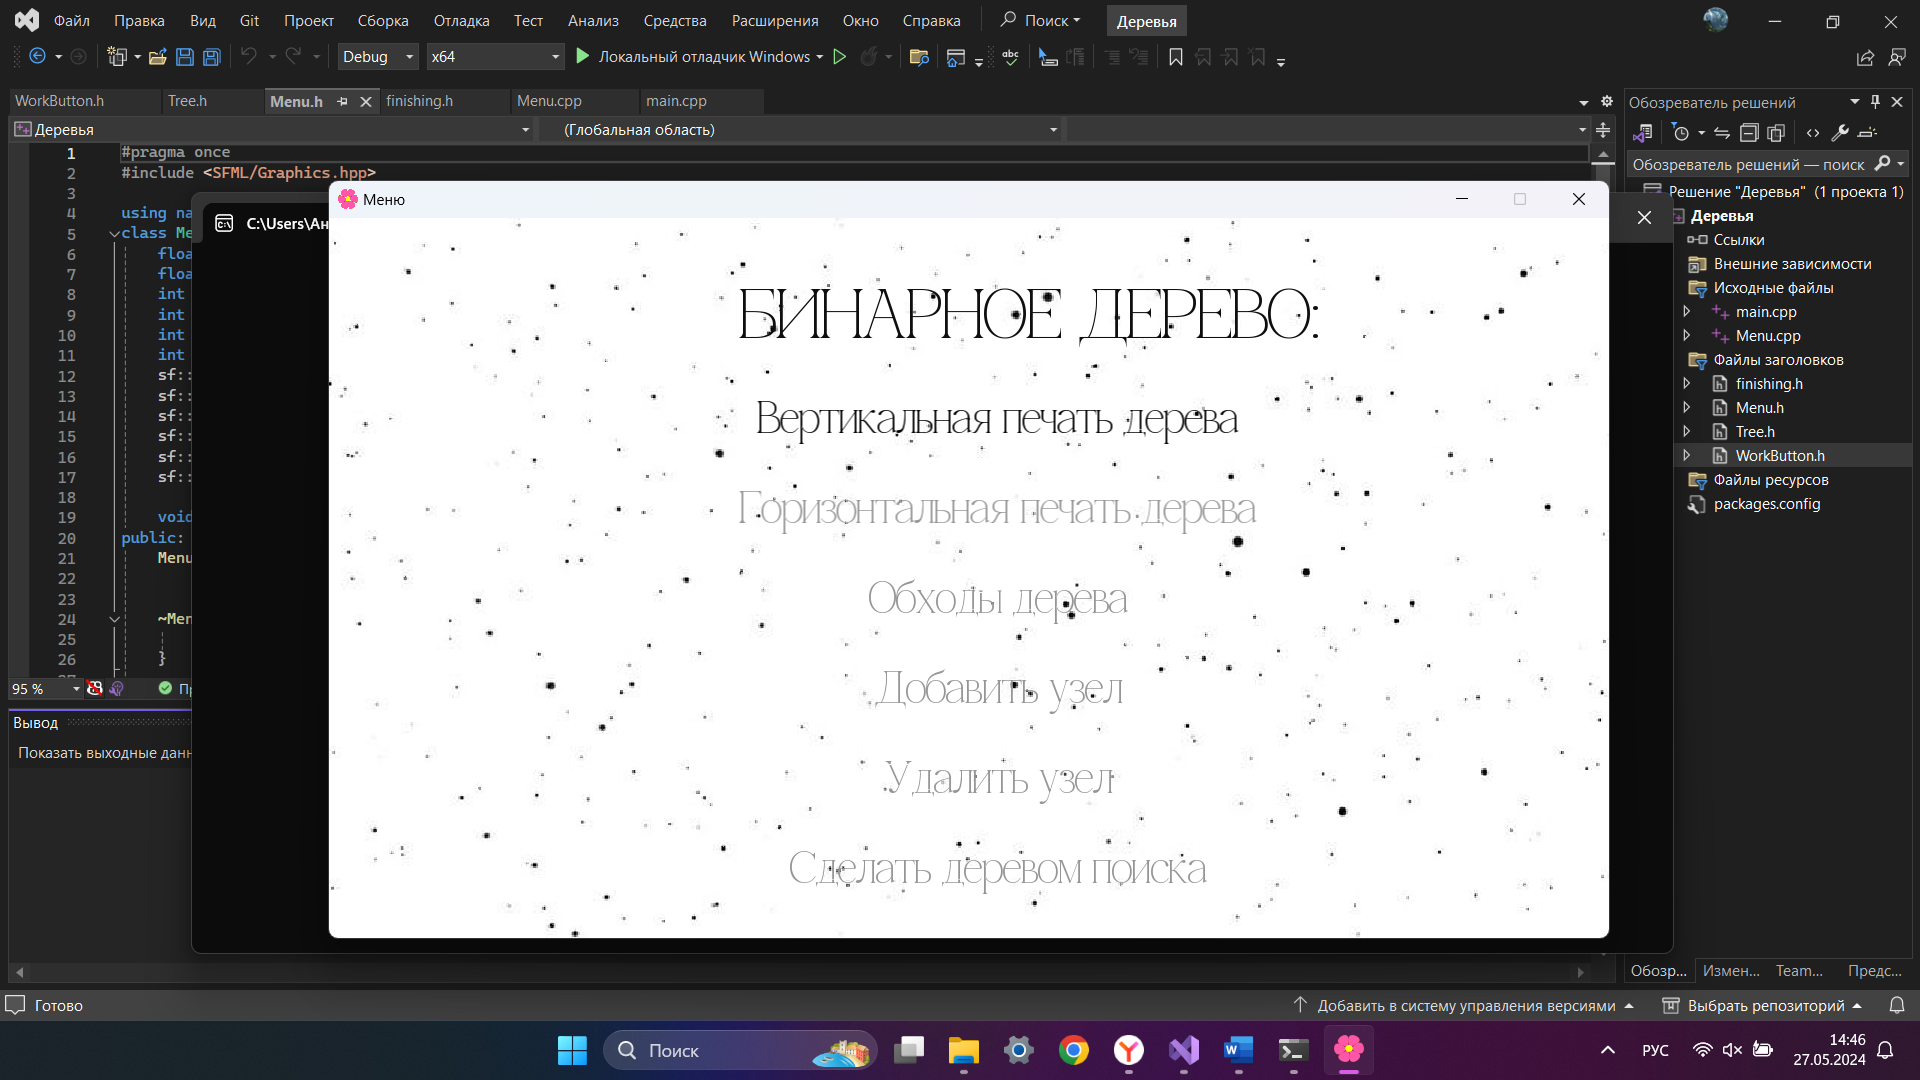 Файл Правка Вид Git Проект Сборка Отладка Тест Анализ Средства Расширения Окно Справка Поиск Деревья
Debug x64 Локальный отладчик Windows
WorkButton.h Tree.h Menu.h finishing.h Menu.cpp main.cpp
Деревья (Глобальная область)
1 #pragma once
2 #include <SFML/Graphics.hpp>
3
4 using na
5 class Me
6 floa
7 floa
8 int
9 int
10 int
11 int
12 sf::
13 sf::
14 sf::
15 sf::
16 sf::
17 sf::
18
19 void
20 public:
21 Menu
22
23
24 ~Men
25
26 }
95 %
Вывод
Показать выходные данн
C:\Users\Ан
Меню
БИНАРНОЕ ДЕРЕВО:
Вертикальная печать дерева
Горизонтальная печать дерева
Обходы дерева
Добавить узел
Удалить узел
Сделать деревом поиска
Обозреватель решений
Обозреватель решений — поиск
Решение "Деревья" (1 проекта 1)
Деревья
Ссылки
Внешние зависимости
Исходные файлы
main.cpp
Menu.cpp
Файлы заголовков
finishing.h
Menu.h
Tree.h
WorkButton.h
Файлы ресурсов
packages.config
Обозр... Измен... Team... Предс...
Готово Добавить в систему управления версиями Выбрать репозиторий
Поиск РУС 14:46
27.05.2024